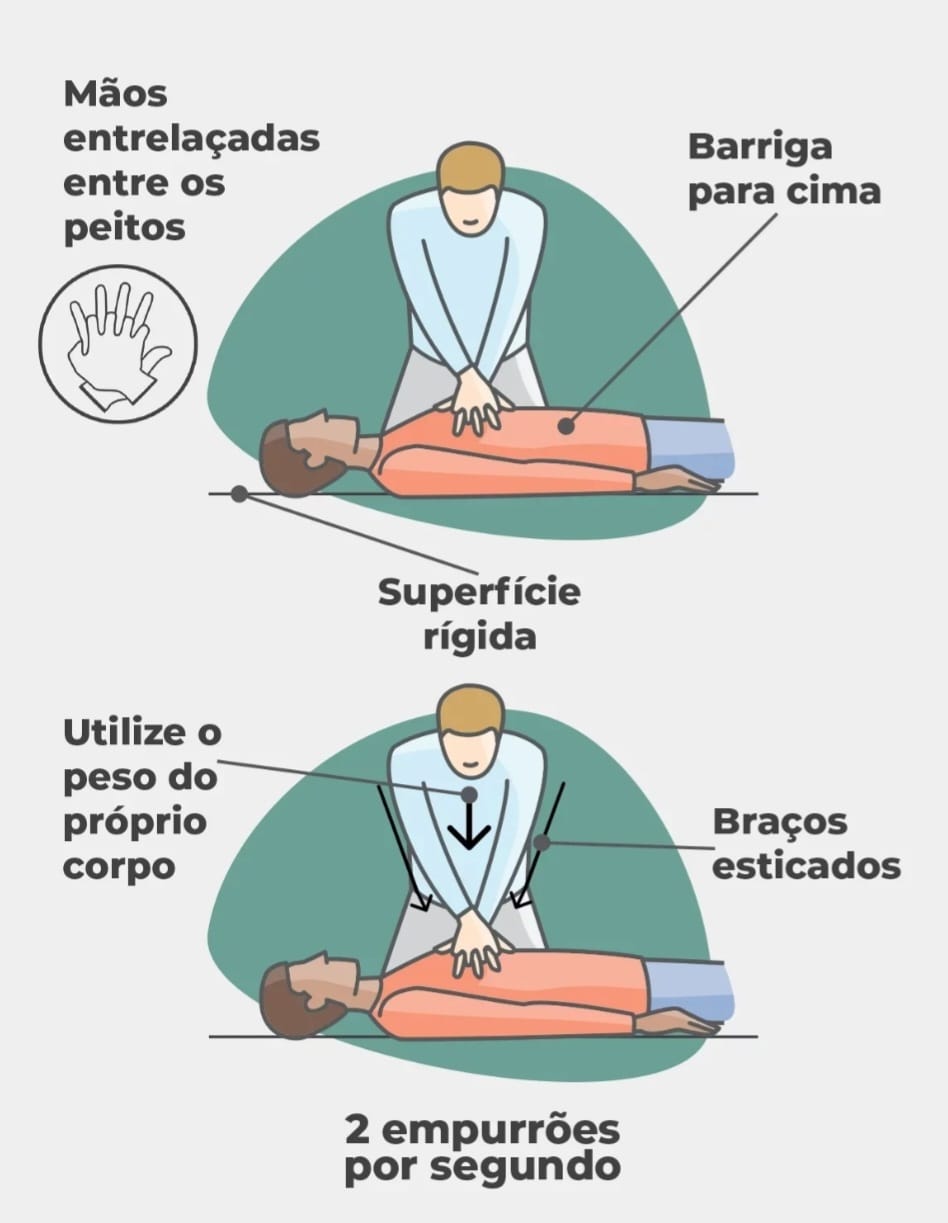 Mãos
entrelaçadas
entre os
peitos
Barriga
para cima
Superfície
rígida
Utilize o
peso do
próprio
corpo
Braços
esticados
2 empurrões
por segundo